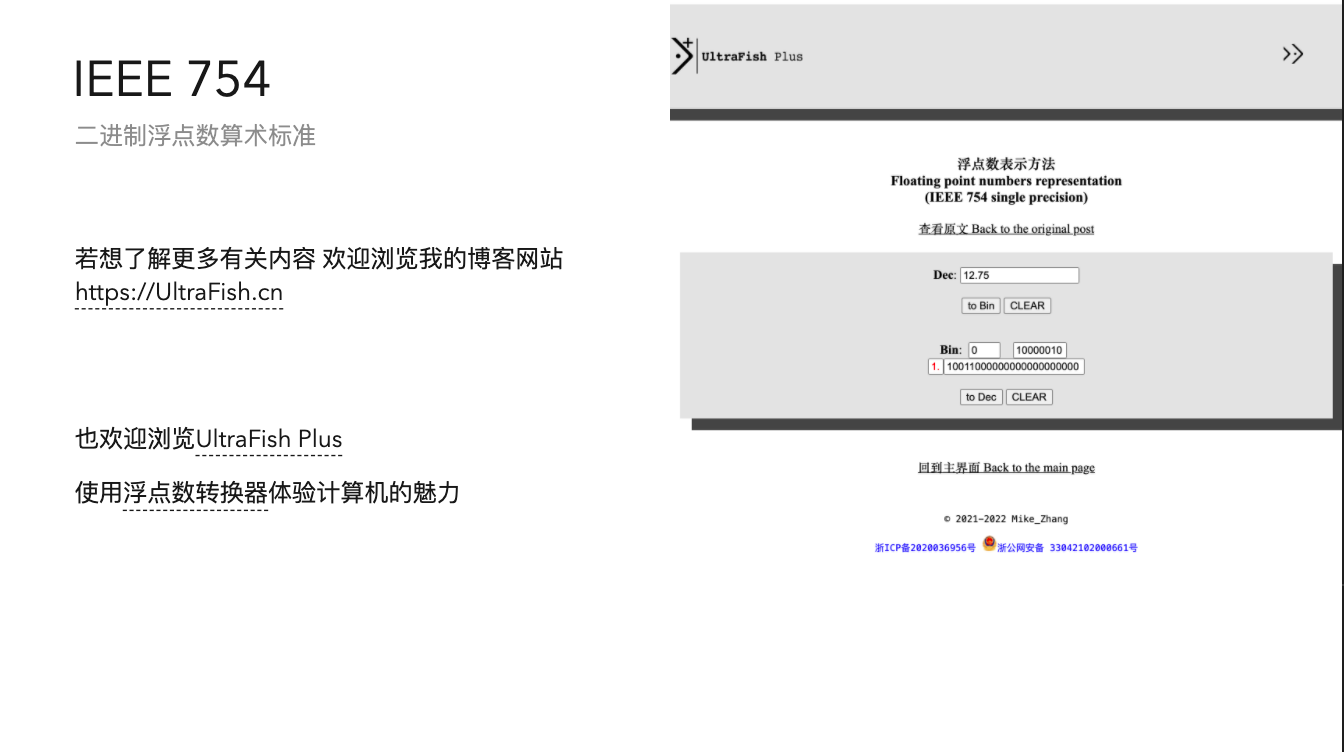 IEEE 754
二进制浮点数算术标准
若想了解更多有关内容 欢迎浏览我的博客网站
https://UltraFish.cn
也欢迎浏览UltraFish Plus
使用浮点数转换器体验计算机的魅力
UltraFish Plus
浮点数表示方法
Floating point numbers representation
(IEEE 754 single precision)
查看原文 Back to the original post
Dec: 12.75
to Bin CLEAR
Bin: 0 10000010
1. 10011000000000000000000
to Dec CLEAR
回到主界面 Back to the main page
© 2021-2022 Mike_Zhang
浙ICP备2020036956号 浙公网安备 33042102000661号